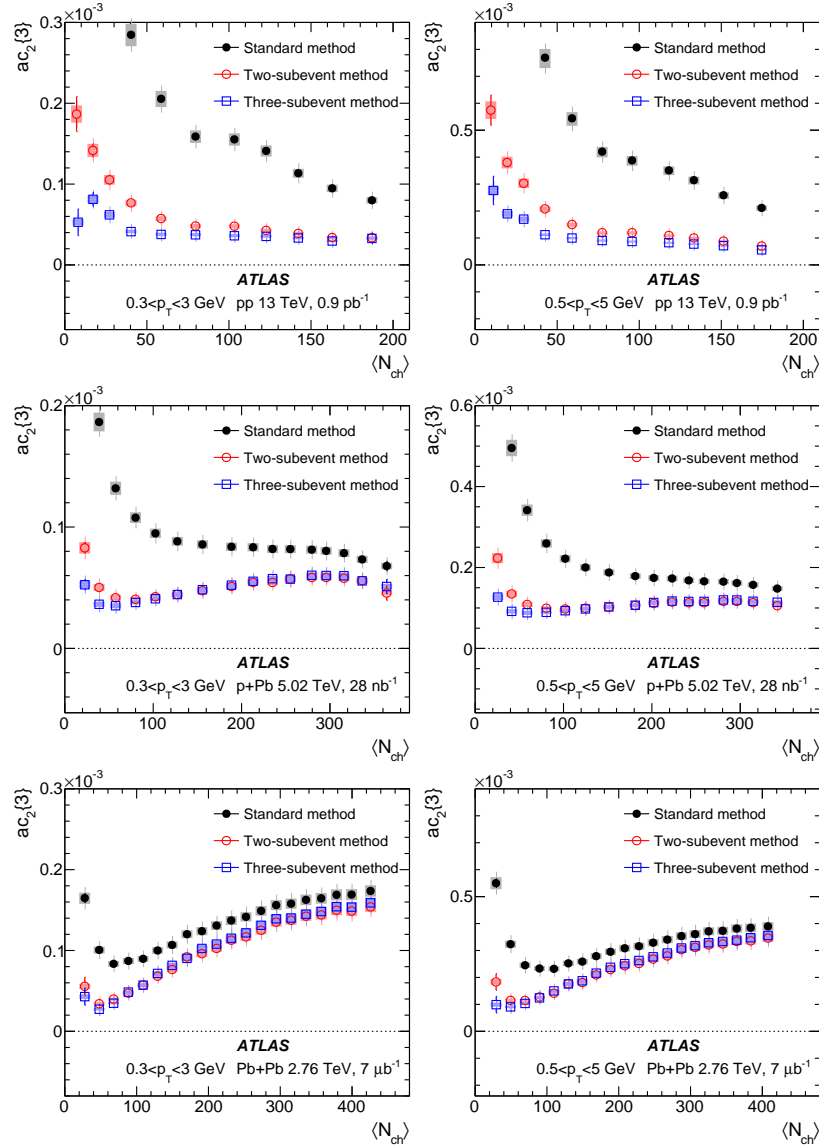 ×10⁻³
ac₂{3}
0.3
0.2
0.1
0
Standard method
Two-subevent method
Three-subevent method
ATLAS
0.3<p_T<3 GeV pp 13 TeV, 0.9 pb⁻¹
0 50 100 150 200
⟨N_ch⟩
×10⁻³
ac₂{3}
0.5
0
Standard method
Two-subevent method
Three-subevent method
ATLAS
0.5<p_T<5 GeV pp 13 TeV, 0.9 pb⁻¹
0 50 100 150 200
⟨N_ch⟩
×10⁻³
ac₂{3}
0.2
0.1
0
Standard method
Two-subevent method
Three-subevent method
ATLAS
0.3<p_T<3 GeV p+Pb 5.02 TeV, 28 nb⁻¹
0 100 200 300
⟨N_ch⟩
×10⁻³
ac₂{3}
0.6
0.4
0.2
0
Standard method
Two-subevent method
Three-subevent method
ATLAS
0.5<p_T<5 GeV p+Pb 5.02 TeV, 28 nb⁻¹
0 100 200 300
⟨N_ch⟩
×10⁻³
ac₂{3}
0.3
0.2
0.1
0
Standard method
Two-subevent method
Three-subevent method
ATLAS
0.3<p_T<3 GeV Pb+Pb 2.76 TeV, 7 μb⁻¹
0 100 200 300 400
⟨N_ch⟩
×10⁻³
ac₂{3}
0.5
0
Standard method
Two-subevent method
Three-subevent method
ATLAS
0.5<p_T<5 GeV Pb+Pb 2.76 TeV, 7 μb⁻¹
0 100 200 300 400
⟨N_ch⟩